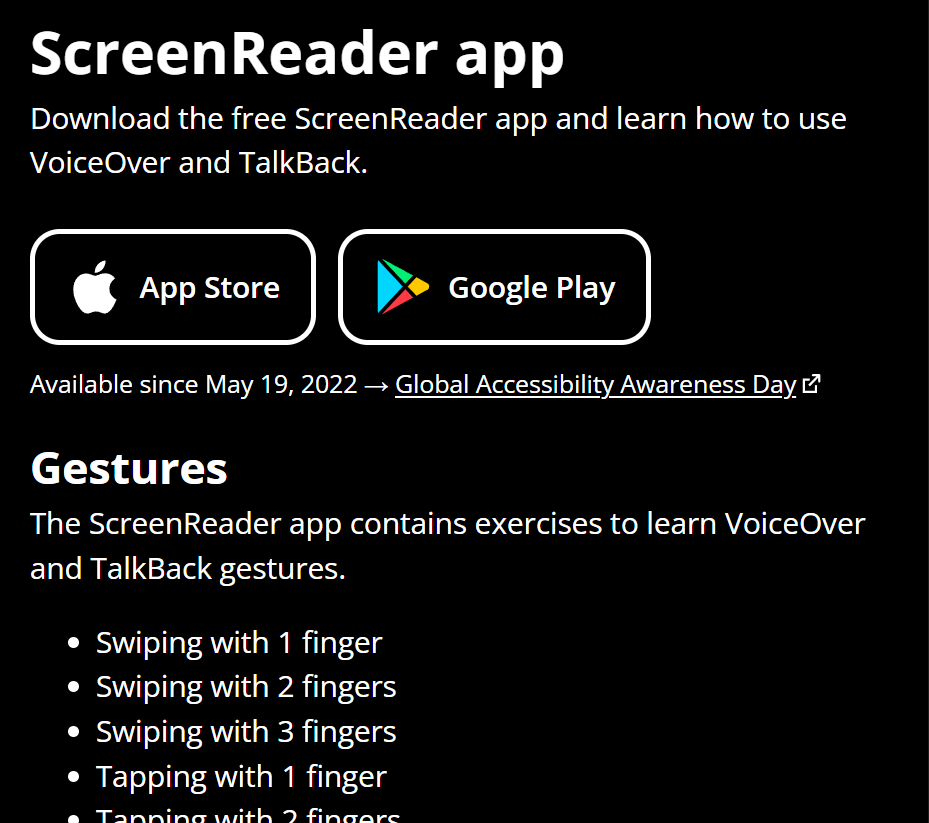 ScreenReader app
Download the free ScreenReader app and learn how to use
VoiceOver and TalkBack.
App Store
Google Play
Available since May 19, 2022 → Global Accessibility Awareness Day
Gestures
The ScreenReader app contains exercises to learn VoiceOver
and TalkBack gestures.
• Swiping with 1 finger
• Swiping with 2 fingers
• Swiping with 3 fingers
• Tapping with 1 finger
• Tapping with 2 fingers